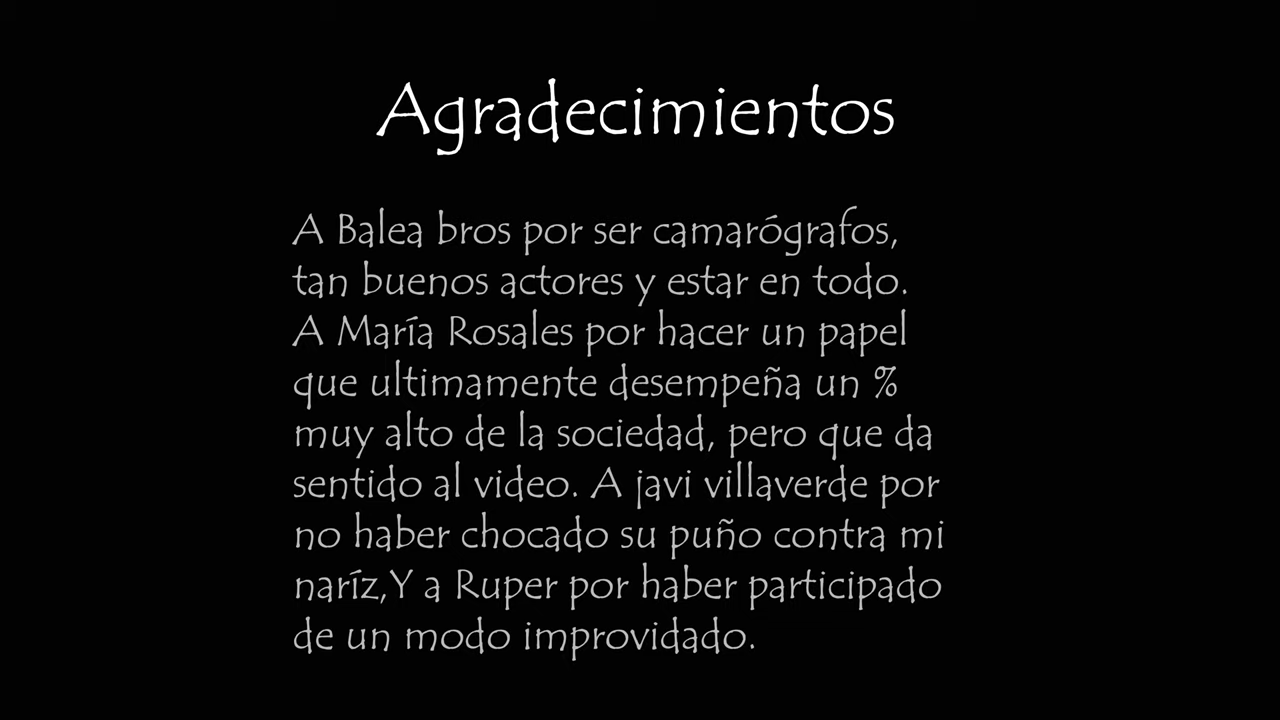 Agradecimientos
A Balea bros por ser camarógrafos,
tan buenos actores y estar en todo.
A María Rosales por hacer un papel
que ultimamente desempeña un %
muy alto de la sociedad, pero que da
sentido al video. A javi villaverde por
no haber chocado su puño contra mi
naríz,Y a Ruper por haber participado
de un modo improvidado.